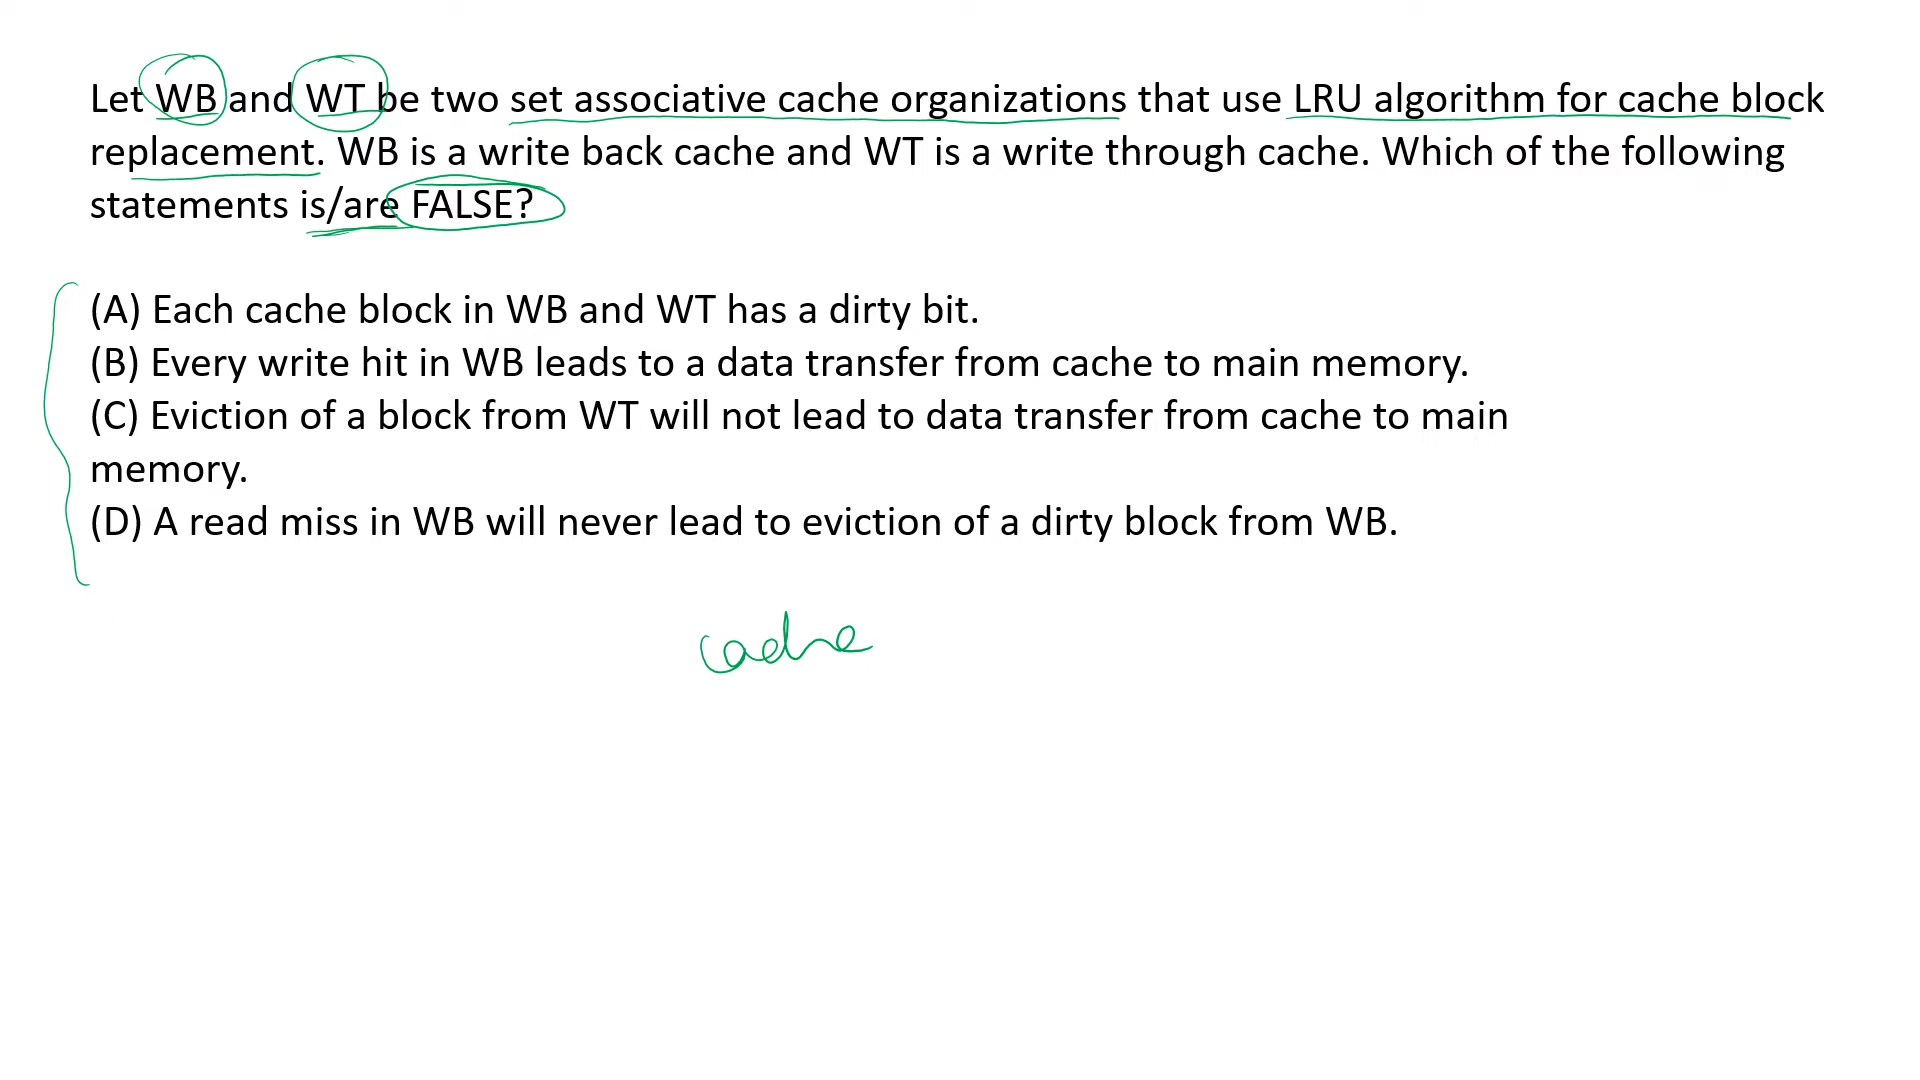 Let WB and WT be two set associative cache organizations that use LRU algorithm for cache block
replacement. WB is a write back cache and WT is a write through cache. Which of the following
statements is/are FALSE?
(A) Each cache block in WB and WT has a dirty bit.
(B) Every write hit in WB leads to a data transfer from cache to main memory.
(C) Eviction of a block from WT will not lead to data transfer from cache to main
memory.
(D) A read miss in WB will never lead to eviction of a dirty block from WB.
cache